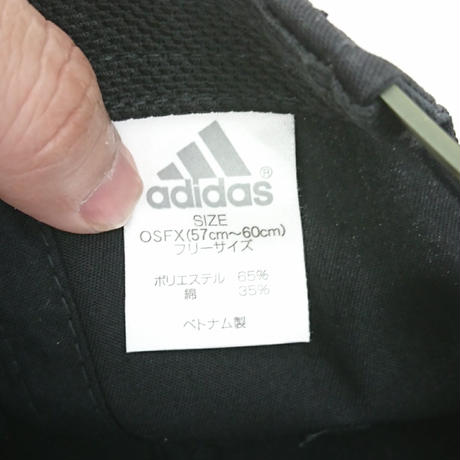 adidas®
SIZE
OSFX(57cm～60cm)
フリーサイズ
ポリエステル 65%
綿 35%
ベトナム製